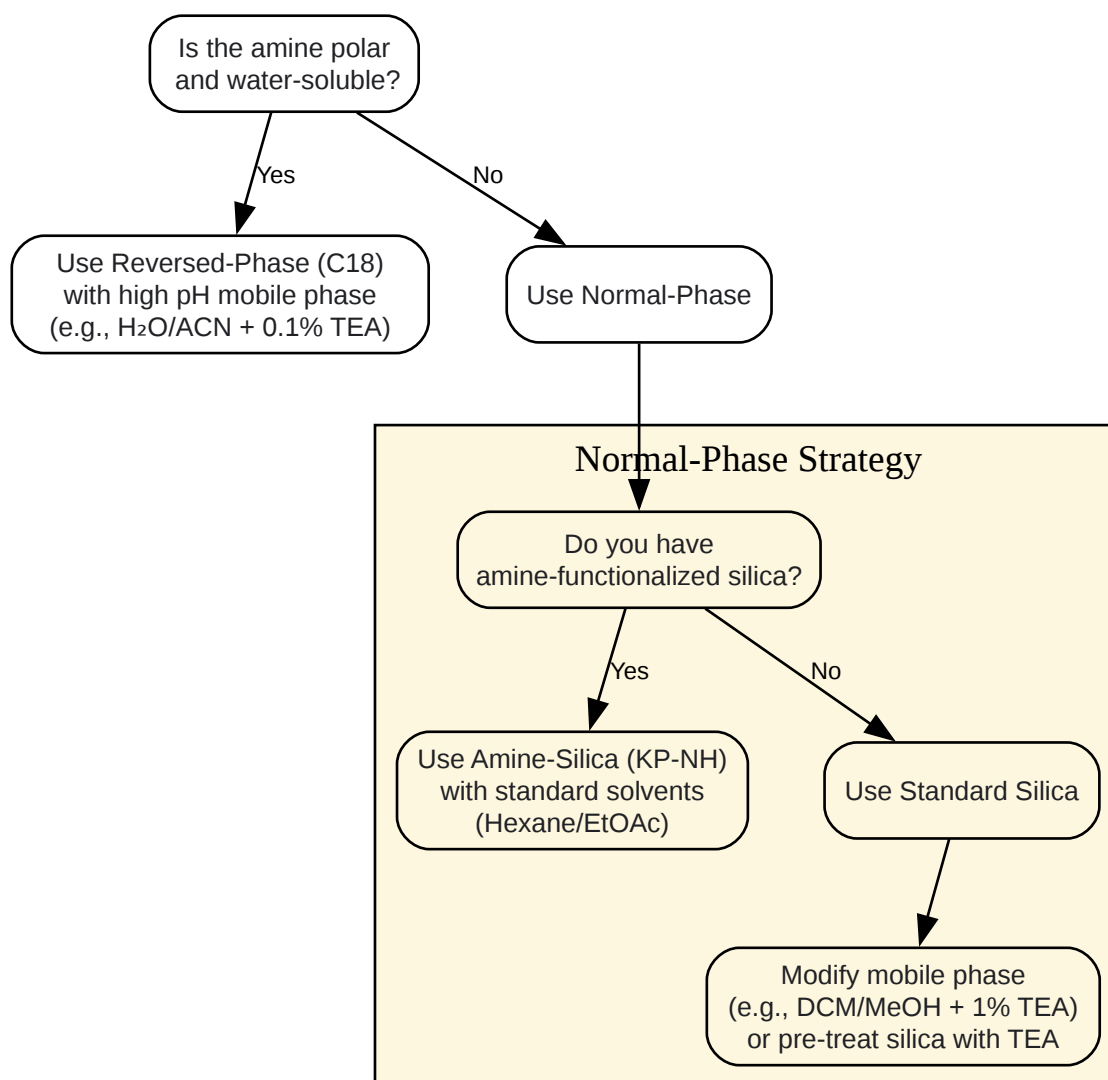 Is the amine polar
and water-soluble?
Yes
No
Use Reversed-Phase (C18)
with high pH mobile phase
(e.g., H₂O/ACN + 0.1% TEA)
Use Normal-Phase
Normal-Phase Strategy
Do you have
amine-functionalized silica?
Yes
No
Use Amine-Silica (KP-NH)
with standard solvents
(Hexane/EtOAc)
Use Standard Silica
Modify mobile phase
(e.g., DCM/MeOH + 1% TEA)
or pre-treat silica with TEA